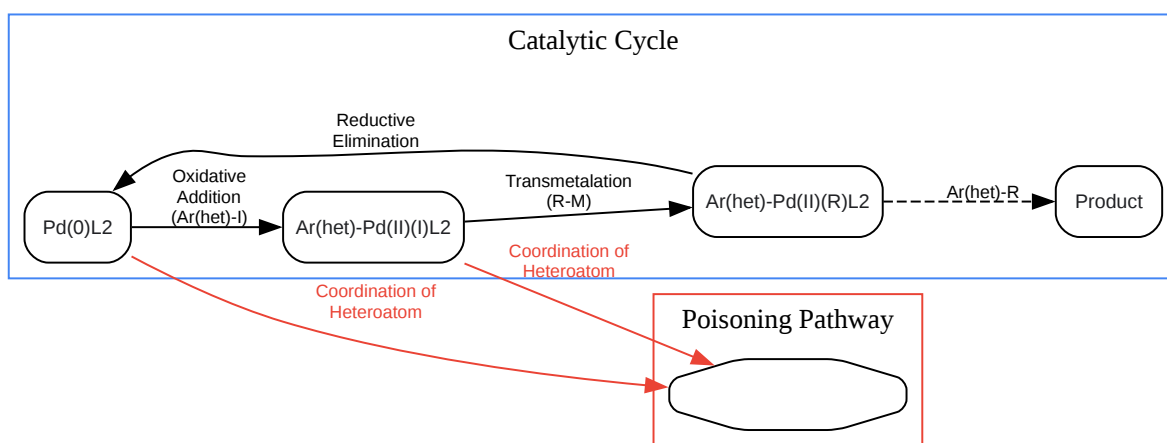 Catalytic Cycle
Reductive
Elimination
Oxidative
Addition
(Ar(het)-I)
Transmetalation
(R-M)
Pd(0)L2
Ar(het)-Pd(II)(I)L2
Ar(het)-Pd(II)(R)L2
Ar(het)-R
Product
Coordination of
Heteroatom
Coordination of
Heteroatom
Poisoning Pathway